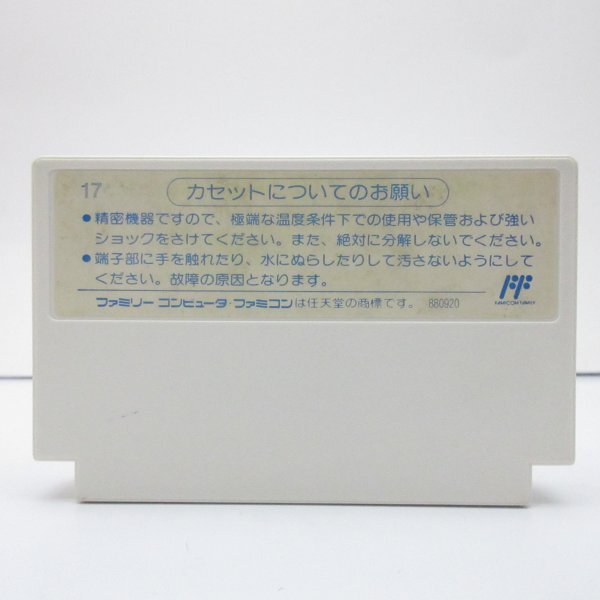 17
カセットについてのお願い
●精密機器ですので、極端な温度条件下での使用や保管および強い
ショックをさけてください。また、絶対に分解しないでください。
●端子部に手を触れたり、水にぬらしたりして汚さないようにして
ください。故障の原因となります。
ファミリー コンピュータ・ファミコンは任天堂の商標です。 880920
FF
FAMICOM FAMILY